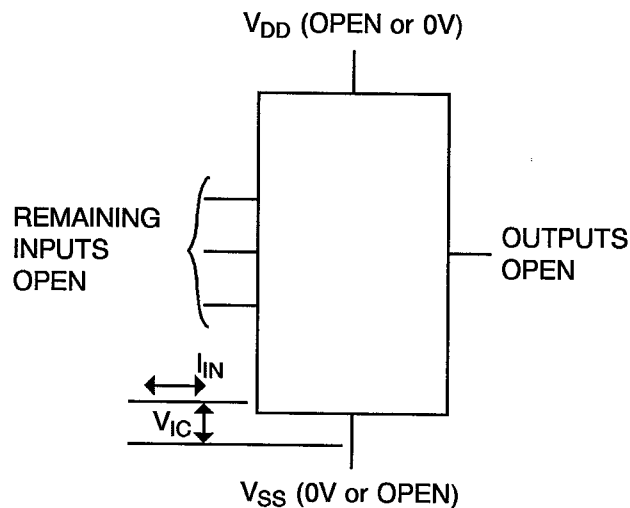 VDD (OPEN or 0V)
REMAINING
INPUTS
OPEN
OUTPUTS
OPEN
IIN
VIC
VSS (0V or OPEN)